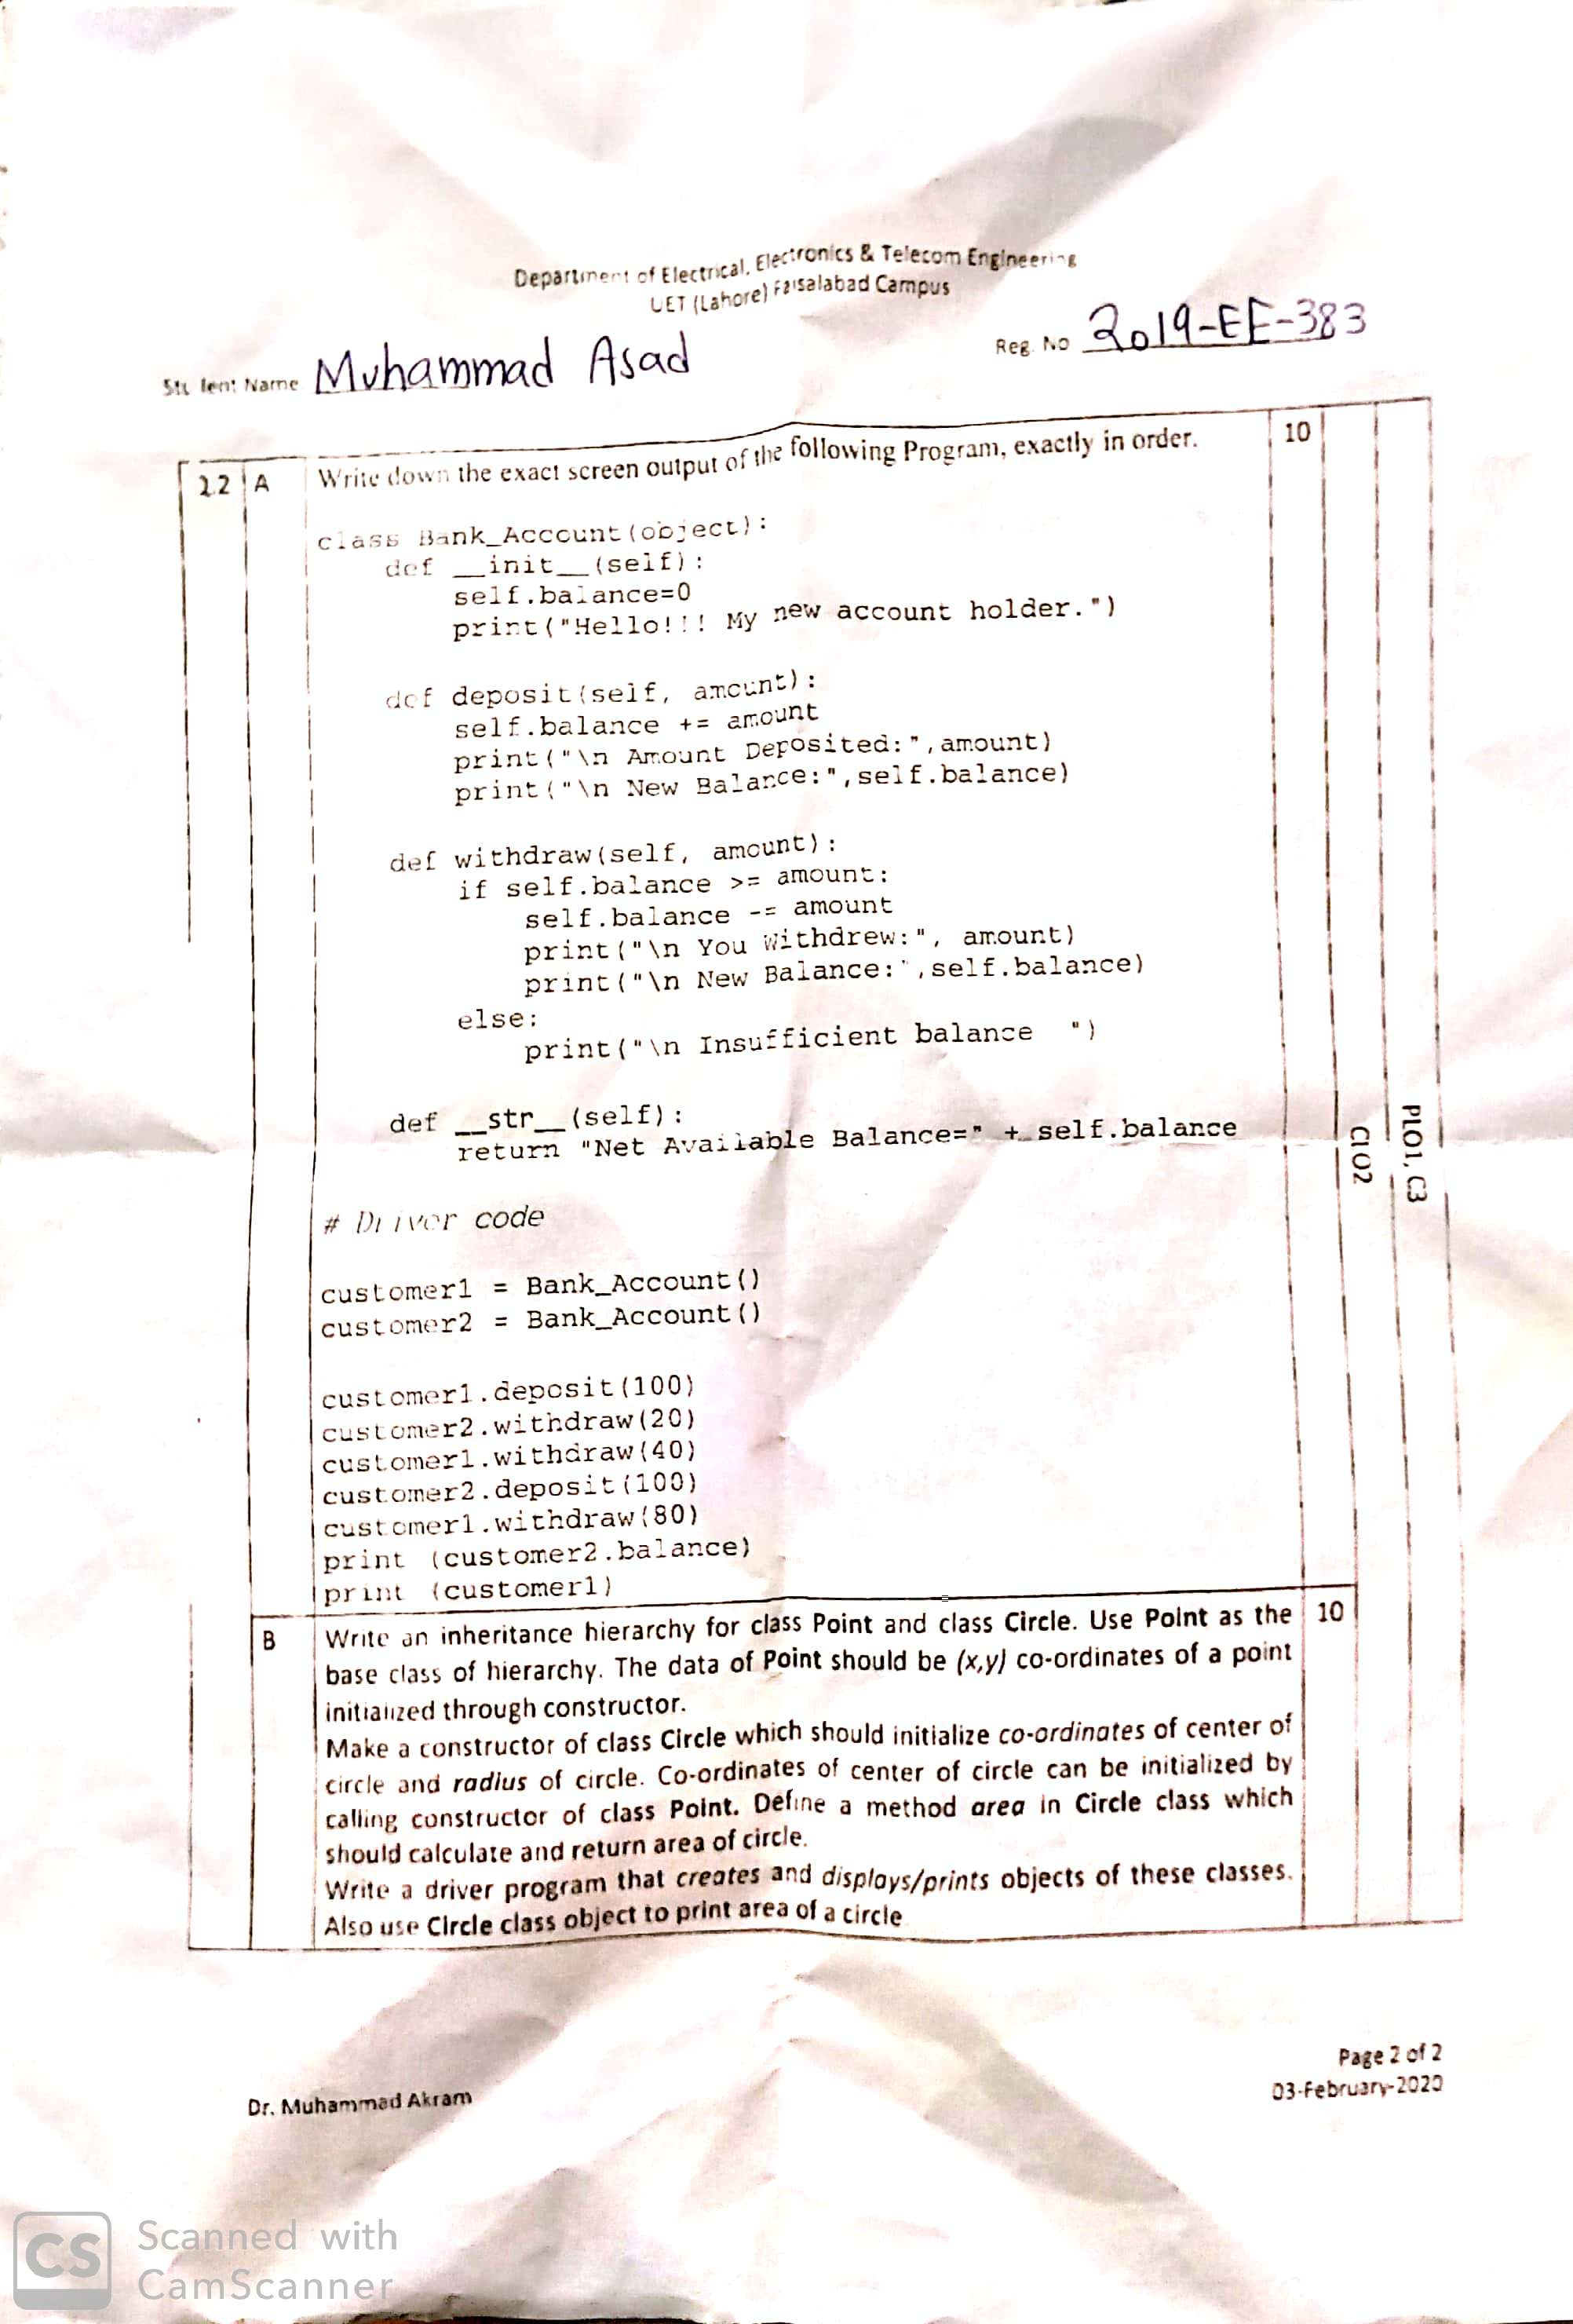 Department of Electrical, Electronics & Telecom Engineering
UET (Lahore) Faisalabad Campus
Student Name Muhammad Asad
Reg. No 2019-EE-383
2.2 A Write down the exact screen output of the following Program, exactly in order. 10
class Bank_Account(object):
    def __init__(self):
        self.balance=0
        print("Hello!!! My new account holder.")
    def deposit(self, amount):
        self.balance += amount
        print("\n Amount Deposited:",amount)
        print("\n New Balance:",self.balance)
    def withdraw(self, amount):
        if self.balance >= amount:
            self.balance -= amount
            print("\n You Withdrew:", amount)
            print("\n New Balance:",self.balance)
        else:
            print("\n Insufficient balance  ")
    def __str__(self):
        return "Net Available Balance=" + self.balance
# Driver code
customer1 = Bank_Account()
customer2 = Bank_Account()
customer1.deposit(100)
customer2.withdraw(20)
customer1.withdraw(40)
customer2.deposit(100)
customer1.withdraw(80)
print (customer2.balance)
print (customer1)
CLO2
PLO1, C3
B Write an inheritance hierarchy for class Point and class Circle. Use Point as the 10
base class of hierarchy. The data of Point should be (x,y) co-ordinates of a point
initialized through constructor.
Make a constructor of class Circle which should initialize co-ordinates of center of
circle and radius of circle. Co-ordinates of center of circle can be initialized by
calling constructor of class Point. Define a method area in Circle class which
should calculate and return area of circle.
Write a driver program that creates and displays/prints objects of these classes.
Also use Circle class object to print area of a circle
Page 2 of 2
Dr. Muhammad Akram
03-February-2020
CS Scanned with
CamScanner